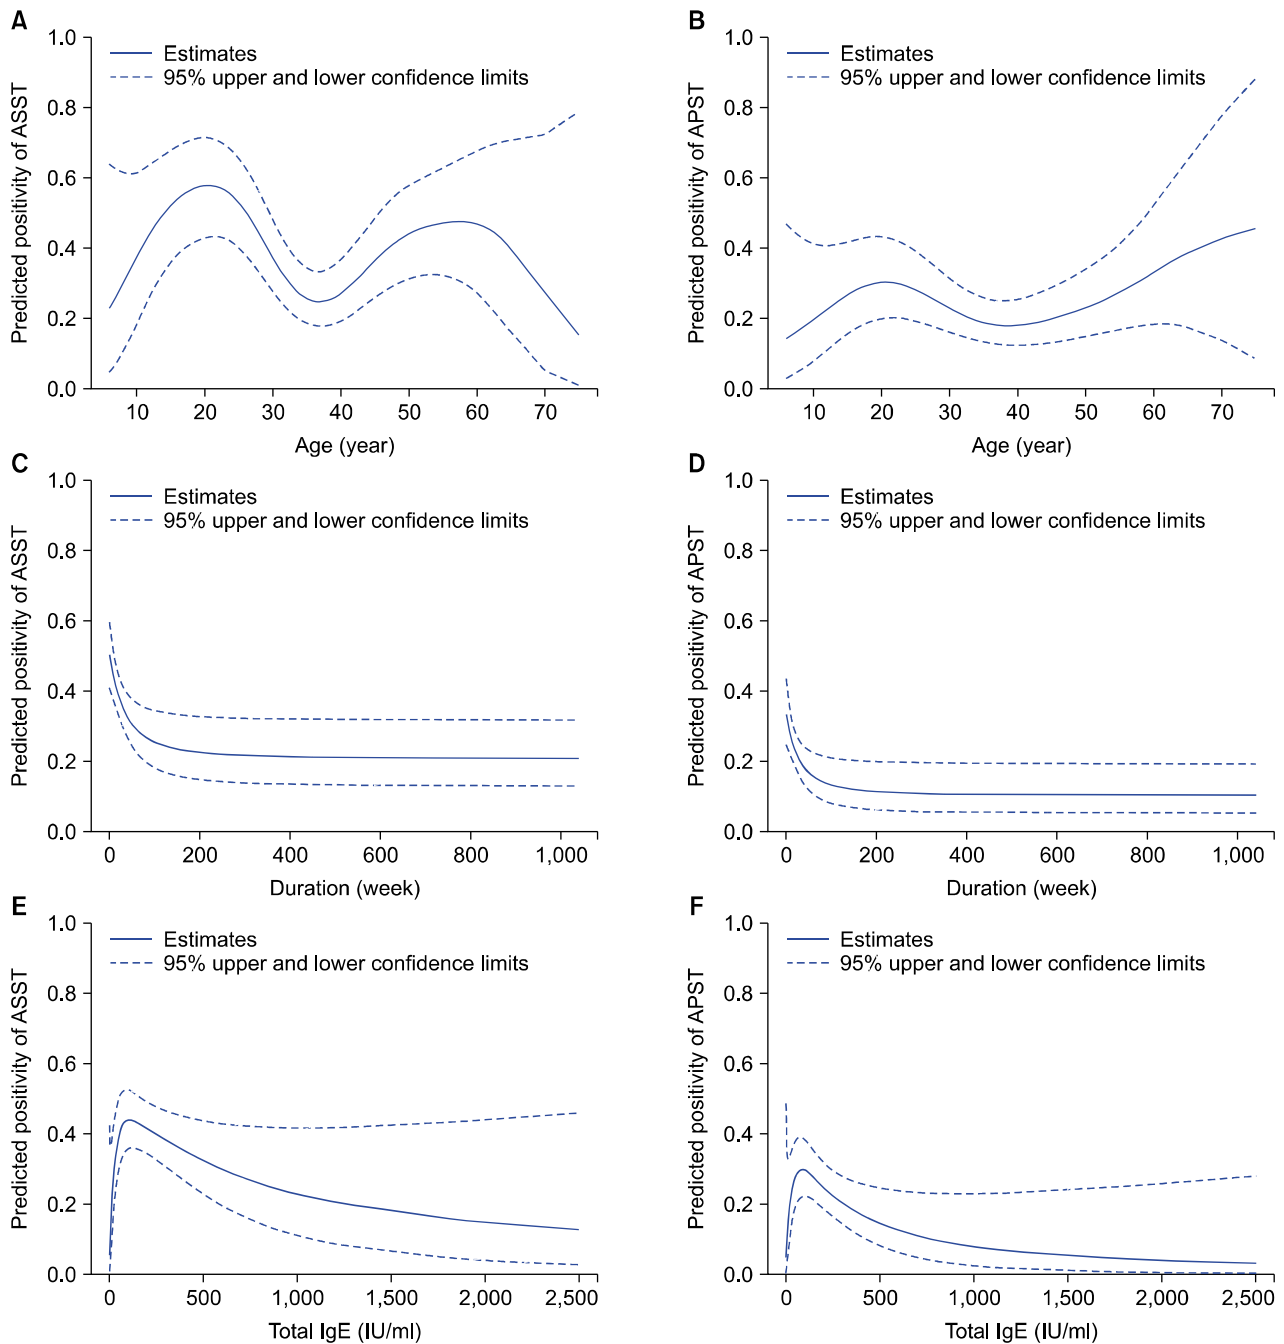 A
Predicted positivity of ASST
1.0
0.8
0.6
0.4
0.2
0.0
Estimates
95% upper and lower confidence limits
10 20 30 40 50 60 70
Age (year)
B
Predicted positivity of APST
1.0
0.8
0.6
0.4
0.2
0.0
Estimates
95% upper and lower confidence limits
10 20 30 40 50 60 70
Age (year)
C
Predicted positivity of ASST
1.0
0.8
0.6
0.4
0.2
0.0
Estimates
95% upper and lower confidence limits
0 200 400 600 800 1,000
Duration (week)
D
Predicted positivity of APST
1.0
0.8
0.6
0.4
0.2
0.0
Estimates
95% upper and lower confidence limits
0 200 400 600 800 1,000
Duration (week)
E
Predicted positivity of ASST
1.0
0.8
0.6
0.4
0.2
0.0
Estimates
95% upper and lower confidence limits
0 500 1,000 1,500 2,000 2,500
Total IgE (IU/ml)
F
Predicted positivity of APST
1.0
0.8
0.6
0.4
0.2
0.0
Estimates
95% upper and lower confidence limits
0 500 1,000 1,500 2,000 2,500
Total IgE (IU/ml)